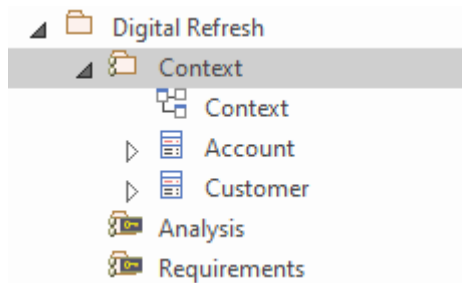 Digital Refresh
Context
Context
Account
Customer
Analysis
Requirements